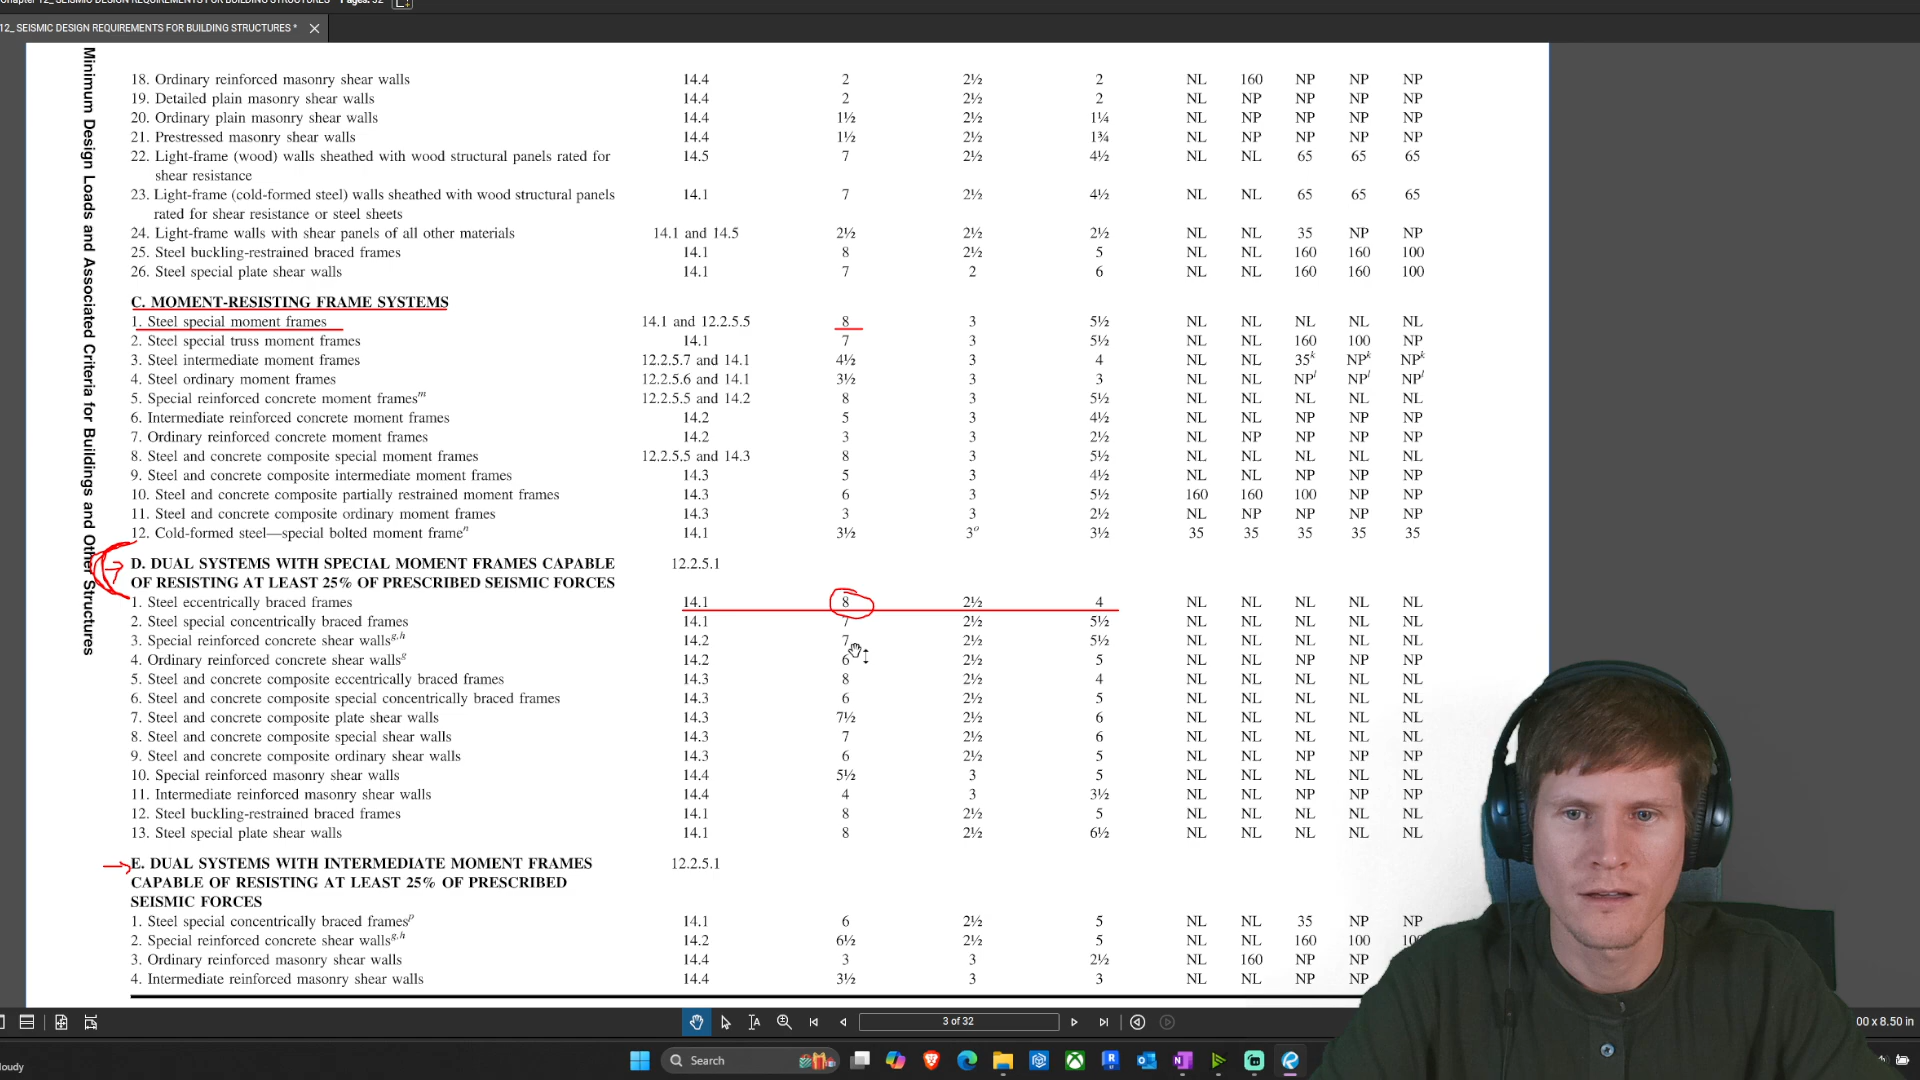 12_ SEISMIC DESIGN REQUIREMENTS FOR BUILDING STRUCTURES *
Minimum Design Loads and Associated Criteria for Buildings and Other Structures
18. Ordinary reinforced masonry shear walls 14.4 2 2½ 2 NL 160 NP NP NP
19. Detailed plain masonry shear walls 14.4 2 2½ 2 NL NP NP NP NP
20. Ordinary plain masonry shear walls 14.4 1½ 2½ 1¼ NL NP NP NP NP
21. Prestressed masonry shear walls 14.4 1½ 2½ 1¾ NL NP NP NP NP
22. Light-frame (wood) walls sheathed with wood structural panels rated for 14.5 7 2½ 4½ NL NL 65 65 65
shear resistance
23. Light-frame (cold-formed steel) walls sheathed with wood structural panels 14.1 7 2½ 4½ NL NL 65 65 65
rated for shear resistance or steel sheets
24. Light-frame walls with shear panels of all other materials 14.1 and 14.5 2½ 2½ 2½ NL NL 35 NP NP
25. Steel buckling-restrained braced frames 14.1 8 2½ 5 NL NL 160 160 100
26. Steel special plate shear walls 14.1 7 2 6 NL NL 160 160 100
C. MOMENT-RESISTING FRAME SYSTEMS
1. Steel special moment frames 14.1 and 12.2.5.5 8 3 5½ NL NL NL NL NL
2. Steel special truss moment frames 14.1 7 3 5½ NL NL 160 100 NP
3. Steel intermediate moment frames 12.2.5.7 and 14.1 4½ 3 4 NL NL 35k NPk NPk
4. Steel ordinary moment frames 12.2.5.6 and 14.1 3½ 3 3 NL NL NPl NPl NPl
5. Special reinforced concrete moment framesm 12.2.5.5 and 14.2 8 3 5½ NL NL NL NL NL
6. Intermediate reinforced concrete moment frames 14.2 5 3 4½ NL NL NP NP NP
7. Ordinary reinforced concrete moment frames 14.2 3 3 2½ NL NP NP NP NP
8. Steel and concrete composite special moment frames 12.2.5.5 and 14.3 8 3 5½ NL NL NL NL NL
9. Steel and concrete composite intermediate moment frames 14.3 5 3 4½ NL NL NP NP NP
10. Steel and concrete composite partially restrained moment frames 14.3 6 3 5½ 160 160 100 NP NP
11. Steel and concrete composite ordinary moment frames 14.3 3 3 2½ NL NP NP NP NP
12. Cold-formed steel—special bolted moment framen 14.1 3½ 3o 3½ 35 35 35 35 35
D. DUAL SYSTEMS WITH SPECIAL MOMENT FRAMES CAPABLE 12.2.5.1
OF RESISTING AT LEAST 25% OF PRESCRIBED SEISMIC FORCES
1. Steel eccentrically braced frames 14.1 8 2½ 4 NL NL NL NL NL
2. Steel special concentrically braced frames 14.1 7 2½ 5½ NL NL NL NL NL
3. Special reinforced concrete shear wallsg,h 14.2 7 2½ 5½ NL NL NL NL NL
4. Ordinary reinforced concrete shear wallsg 14.2 6 2½ 5 NL NL NP NP NP
5. Steel and concrete composite eccentrically braced frames 14.3 8 2½ 4 NL NL NL NL NL
6. Steel and concrete composite special concentrically braced frames 14.3 6 2½ 5 NL NL NL NL NL
7. Steel and concrete composite plate shear walls 14.3 7½ 2½ 6 NL NL NL NL NL
8. Steel and concrete composite special shear walls 14.3 7 2½ 6 NL NL NL NL NL
9. Steel and concrete composite ordinary shear walls 14.3 6 2½ 5 NL NL NP NP NP
10. Special reinforced masonry shear walls 14.4 5½ 3 5 NL NL NL NL NL
11. Intermediate reinforced masonry shear walls 14.4 4 3 3½ NL NL NP NP NP
12. Steel buckling-restrained braced frames 14.1 8 2½ 5 NL NL NL NL NL
13. Steel special plate shear walls 14.1 8 2½ 6½ NL NL NL NL NL
E. DUAL SYSTEMS WITH INTERMEDIATE MOMENT FRAMES 12.2.5.1
CAPABLE OF RESISTING AT LEAST 25% OF PRESCRIBED
SEISMIC FORCES
1. Steel special concentrically braced framesp 14.1 6 2½ 5 NL NL 35 NP NP
2. Special reinforced concrete shear wallsg,h 14.2 6½ 2½ 5 NL NL 160 100 100
3. Ordinary reinforced masonry shear walls 14.4 3 3 2½ NL 160 NP NP
4. Intermediate reinforced masonry shear walls 14.4 3½ 3 3 NL NL NP NP
3 of 32
00 x 8.50 in
Search
loudy